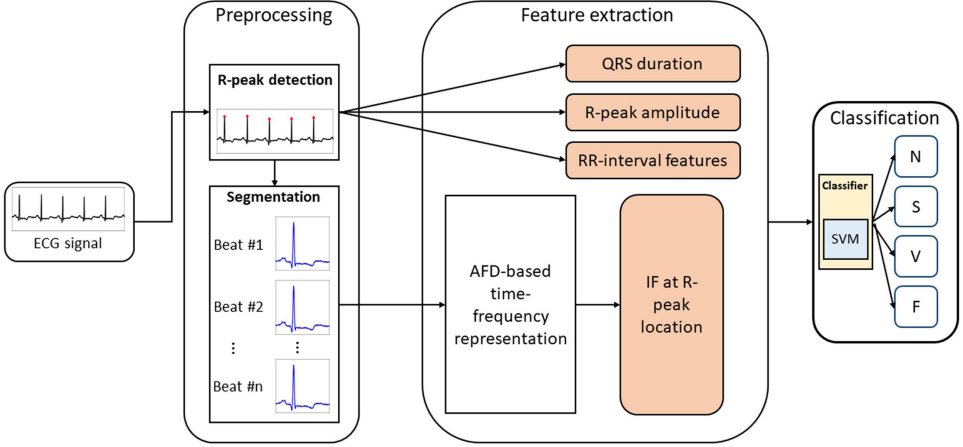 Preprocessing
Feature extraction
R-peak detection
QRS duration
R-peak amplitude
RR-interval features
Classification
N
Classifier
S
SVM
V
F
ECG signal
Segmentation
Beat #1
Beat #2
⋮
⋮
Beat #n
AFD-based
time-
frequency
representation
IF at R-
peak
location